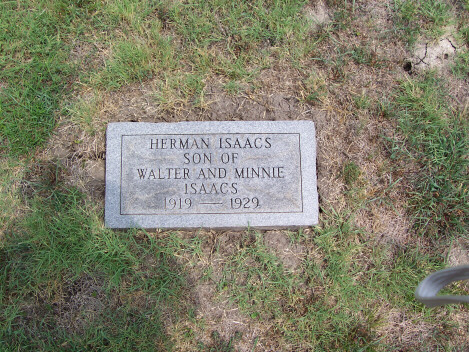 HERMAN ISAACS
SON OF
WALTER AND MINNIE
ISAACS
1919 — 1929